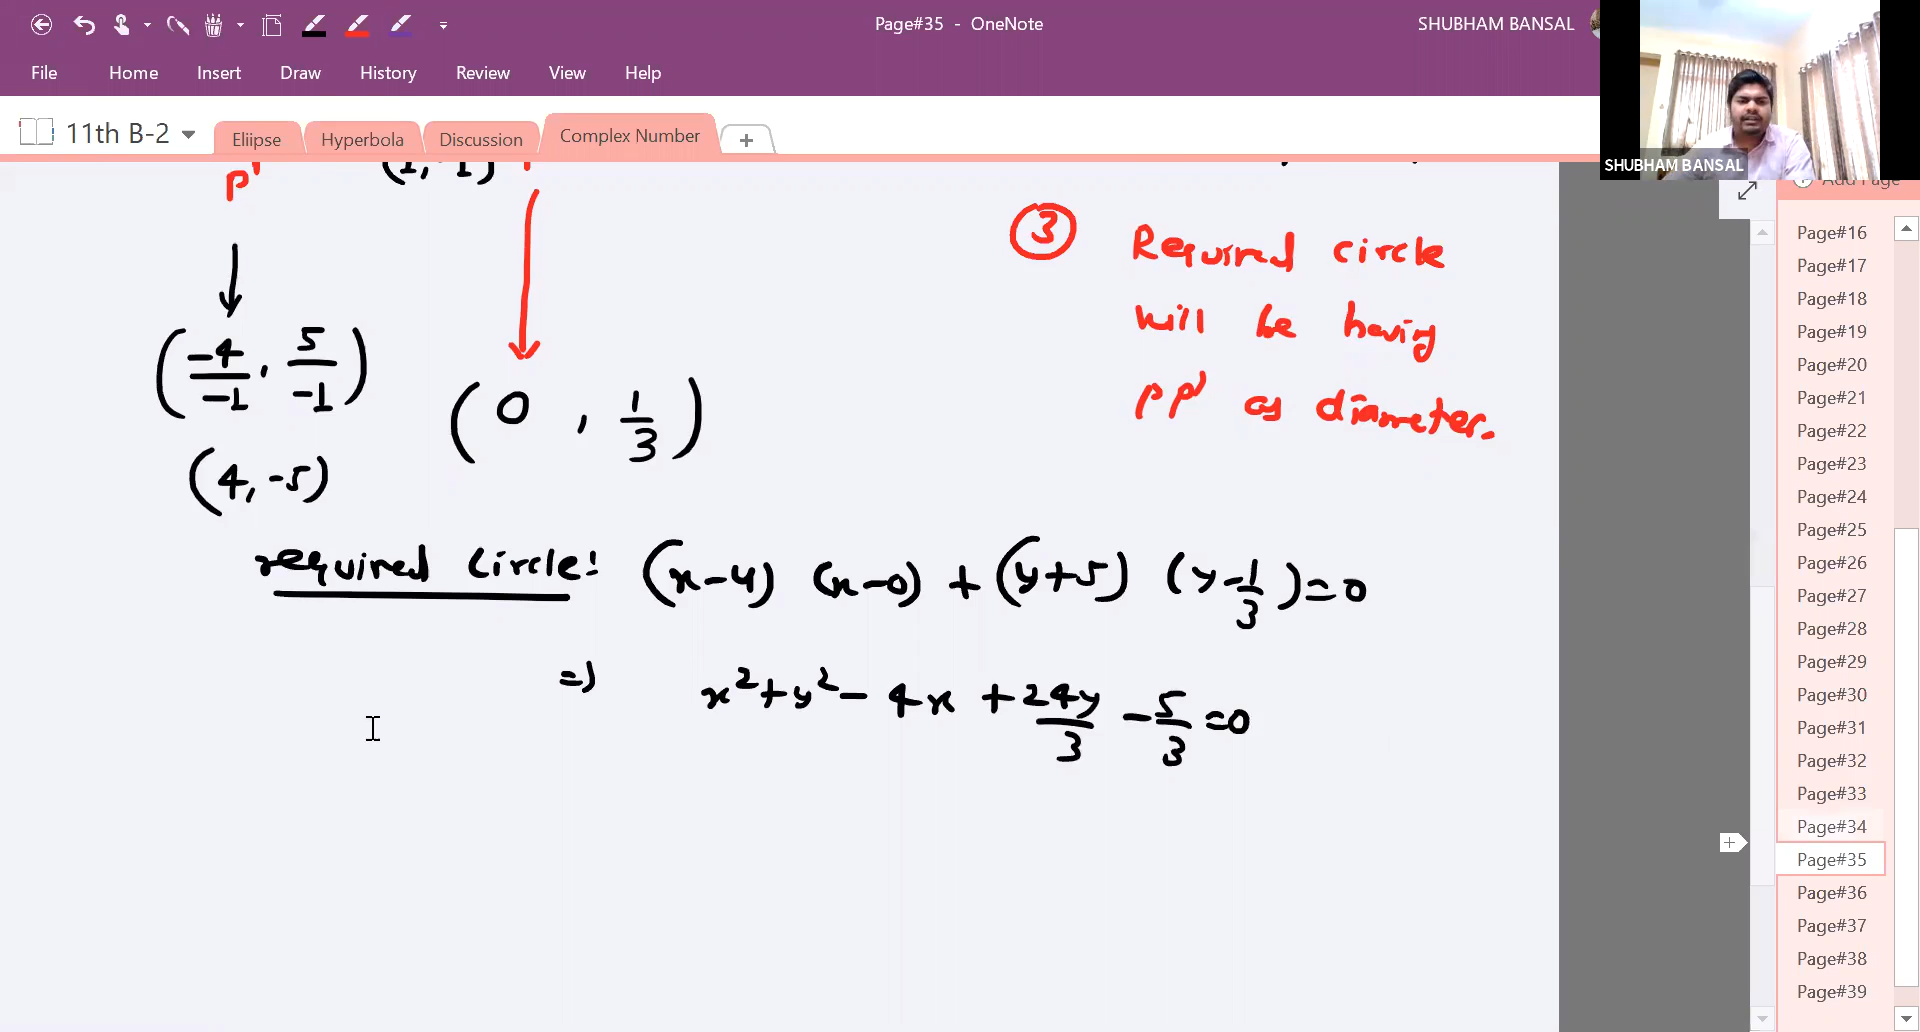 Page#35 - OneNote
SHUBHAM BANSAL
File Home Insert Draw History Review View Help
11th B-2
Eliipse Hyperbola Discussion Complex Number
SHUBHAM BANSAL
Add Page
P' (1, -1)
③ Required circle
will be having
PP' as diameter.
(-4/-1, 5/-1)
(0, 1/3)
(4, -5)
required circle: (x-4) (x-0) + (y+5) (y-1/3)=0
=) x²+y²-4x+24y/3-5/3=0
Page#16
Page#17
Page#18
Page#19
Page#20
Page#21
Page#22
Page#23
Page#24
Page#25
Page#26
Page#27
Page#28
Page#29
Page#30
Page#31
Page#32
Page#33
Page#34
Page#35
Page#36
Page#37
Page#38
Page#39